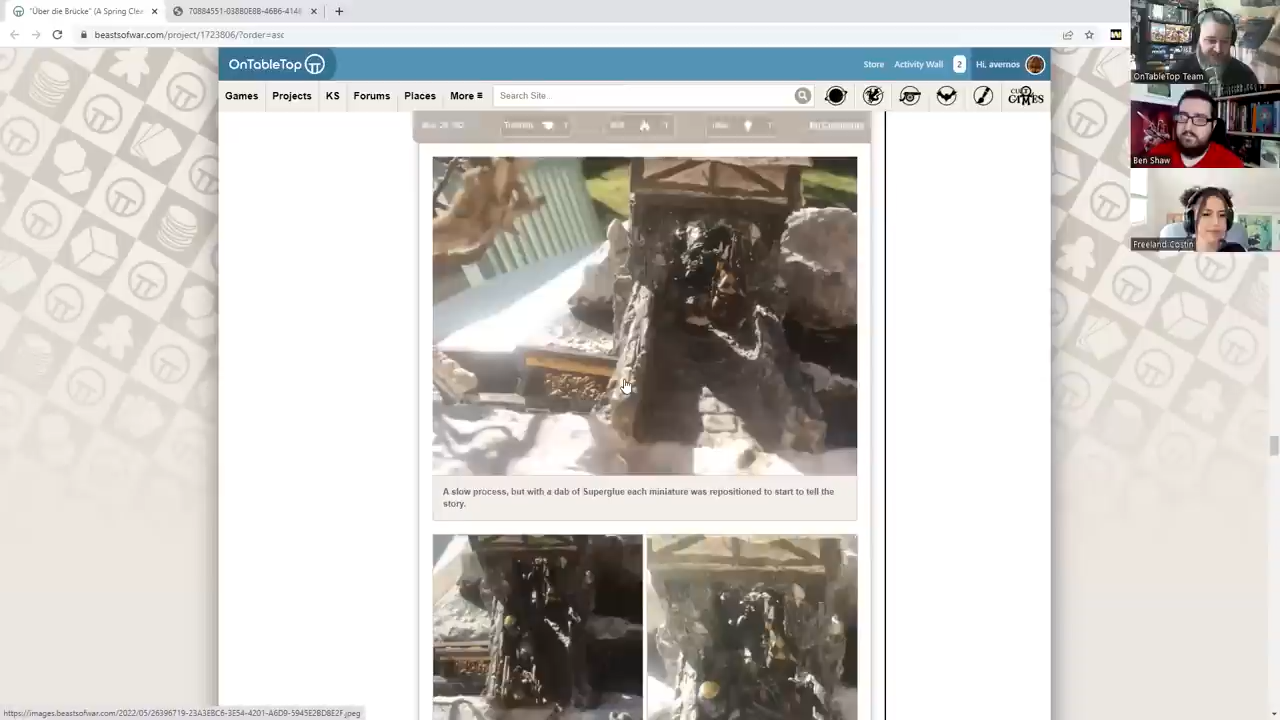 "Über die Brücke" (A Spring Cle
70884551-03880E8B-46B6-4148
beastsofwar.com/project/1723806/?order=asc
OnTableTop
Store
Activity Wall
2
Hi, avernos
Games
Projects
KS
Forums
Places
More
Search Site...
GAMES
A slow process, but with a dab of Superglue each miniature was repositioned to start to tell the
story.
OnTableTop Team
Ben Shaw
Freeland Costin
https://images.beastsofwar.com/2022/05/26396719-23A3EBC6-3E54-4201-A6D9-5945E2BD8E2F.jpeg